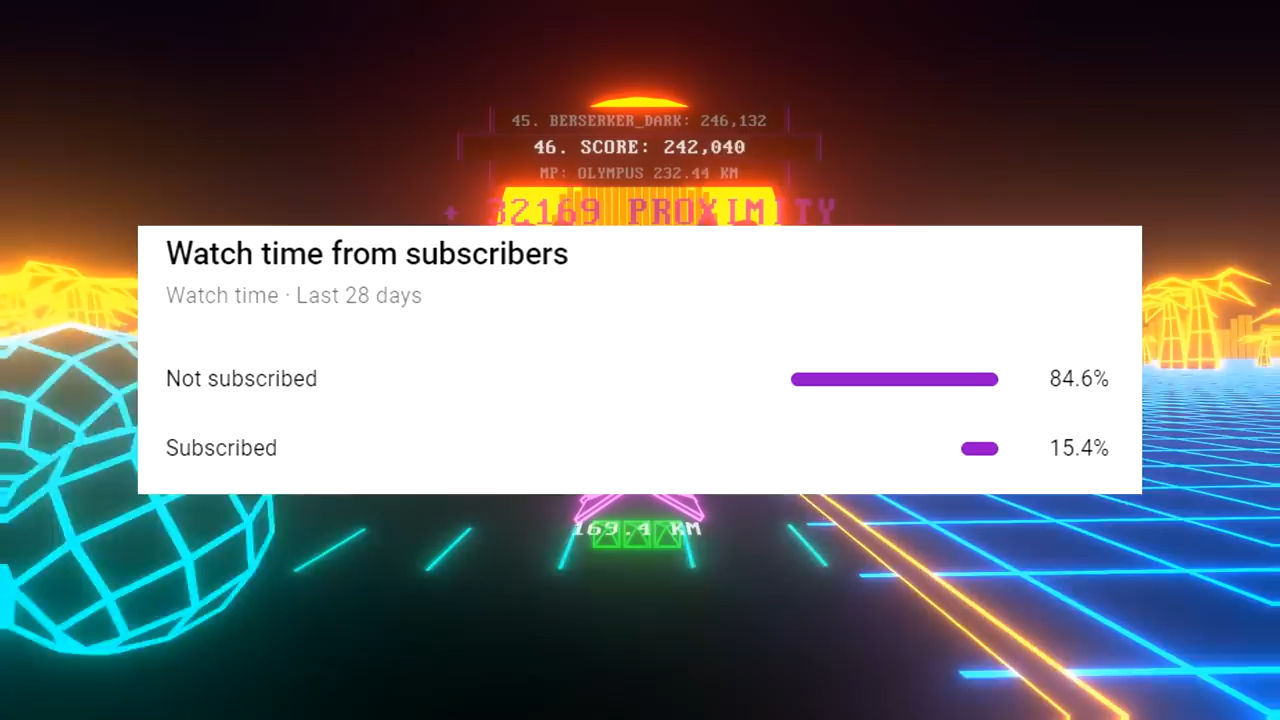 45. BERSERKER_DARK: 246,132
46. SCORE: 242,040
MP: OLYMPUS 232.44 KM
+ 32169 PROXIMITY
Watch time from subscribers
Watch time · Last 28 days
Not subscribed 84.6%
Subscribed 15.4%
169.4 KM